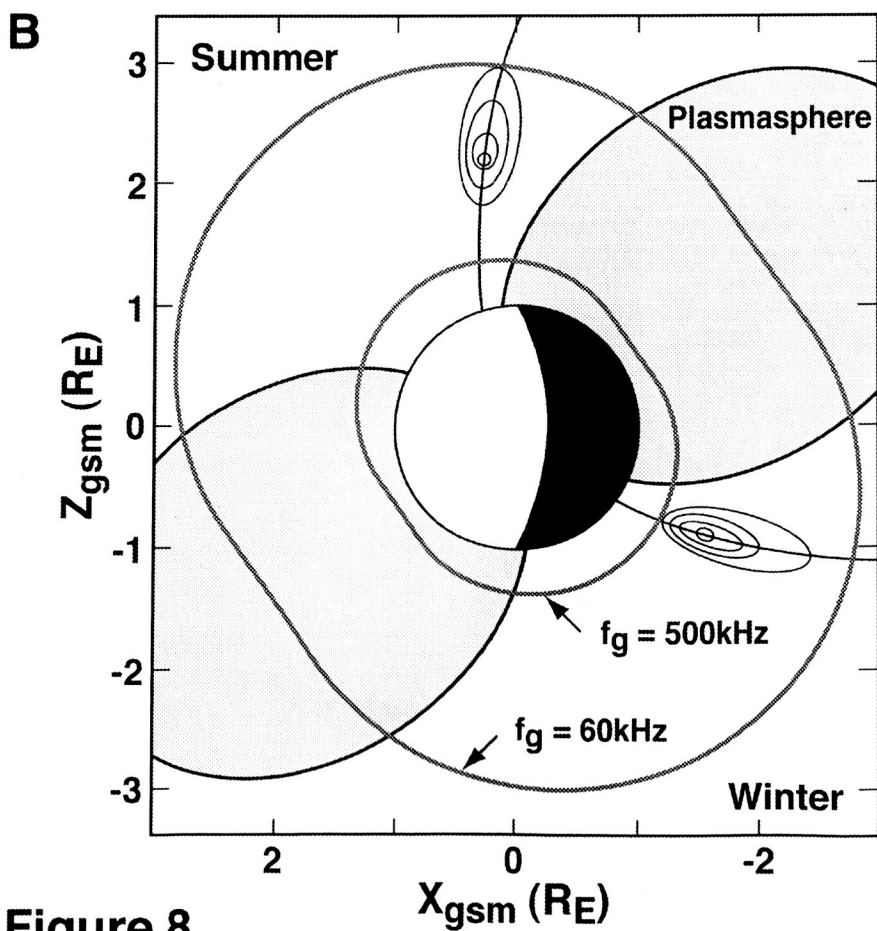 B
Summer
Plasmasphere
3
2
1
0
-1
-2
-3
Zgsm (RE)
fg = 500kHz
fg = 60kHz
Winter
2
0
-2
Xgsm (RE)
Figure 8